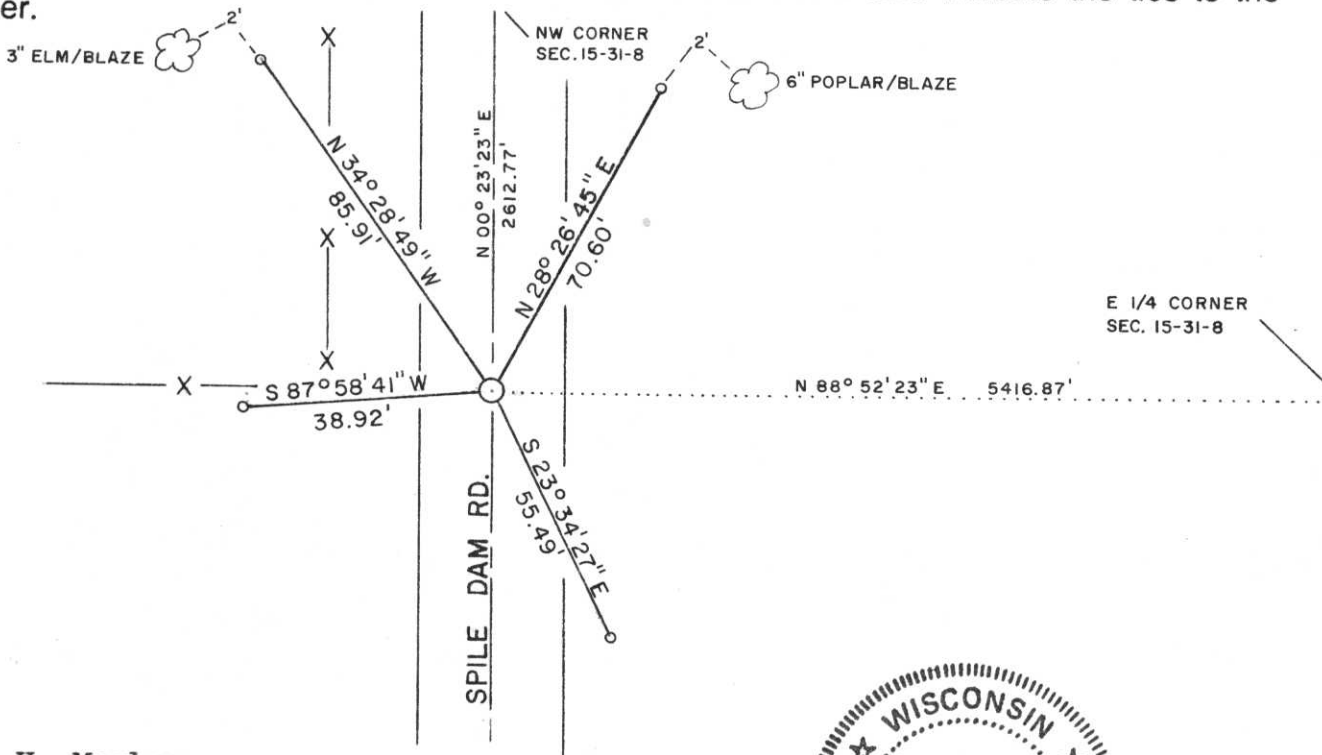 er.
2'
3" ELM/BLAZE
NW CORNER
SEC. 15-31-8
2'
6" POPLAR/BLAZE
X
N 34° 28' 49" W
85.91'
N 00° 23' 23" E
2612.77'
N 28° 26' 45" E
70.60'
X
E 1/4 CORNER
SEC. 15-31-8
X
X
S 87° 58' 41" W
38.92'
N 88° 52' 23" E 5416.87'
S 23° 34' 27" E
55.49'
SPILE DAM RD.
WISCONSIN